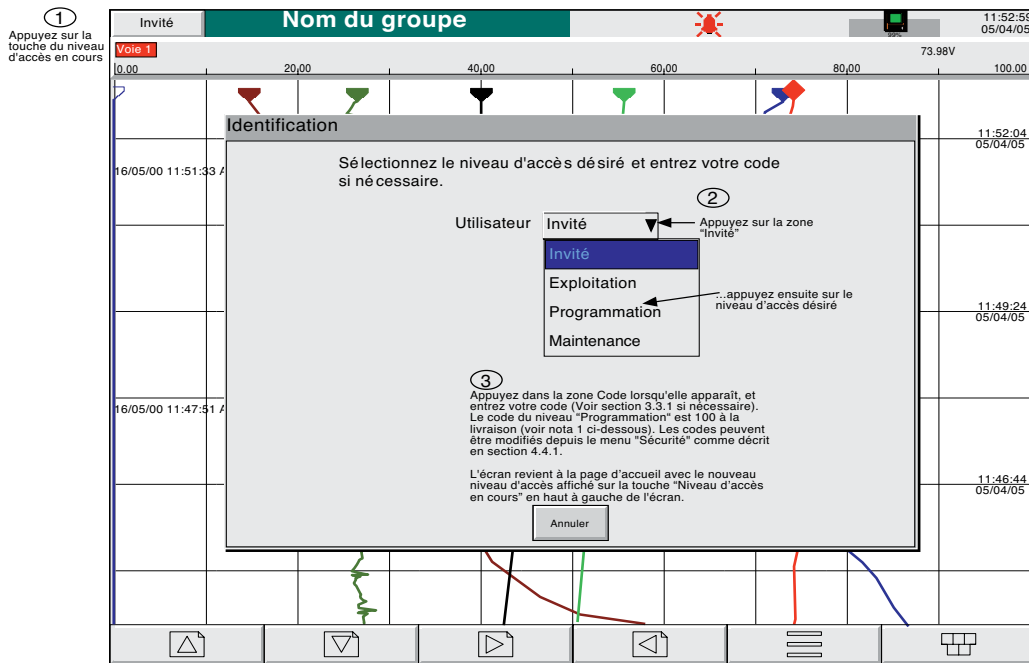 1
Appuyez sur la
touche du niveau
d'accès en cours
Invité
Nom du groupe
99%
11:52:59
05/04/05
Voie 1
73.98V
0.00
20,00
40,00
60,00
80,00
100.00
16/05/00 11:51:33 A
11:52:04
05/04/05
11:49:24
05/04/05
16/05/00 11:47:51 A
11:46:44
05/04/05
Identification
Sélectionnez le niveau d'accès désiré et entrez votre code
si nécessaire.
2
Utilisateur
Invité
Appuyez sur la zone
"Invité"
Invité
Exploitation
Programmation
Maintenance
...appuyez ensuite sur le
niveau d'accès désiré
3
Appuyez dans la zone Code lorsqu'elle apparaît, et
entrez votre code (Voir section 3.3.1 si nécessaire).
Le code du niveau "Programmation" est 100 à la
livraison (voir nota 1 ci-dessous). Les codes peuvent
être modifiés depuis le menu "Sécurité" comme décrit
en section 4.4.1.
L'écran revient à la page d'accueil avec le nouveau
niveau d'accès affiché sur la touche "Niveau d'accès
en cours" en haut à gauche de l'écran.
Annuler